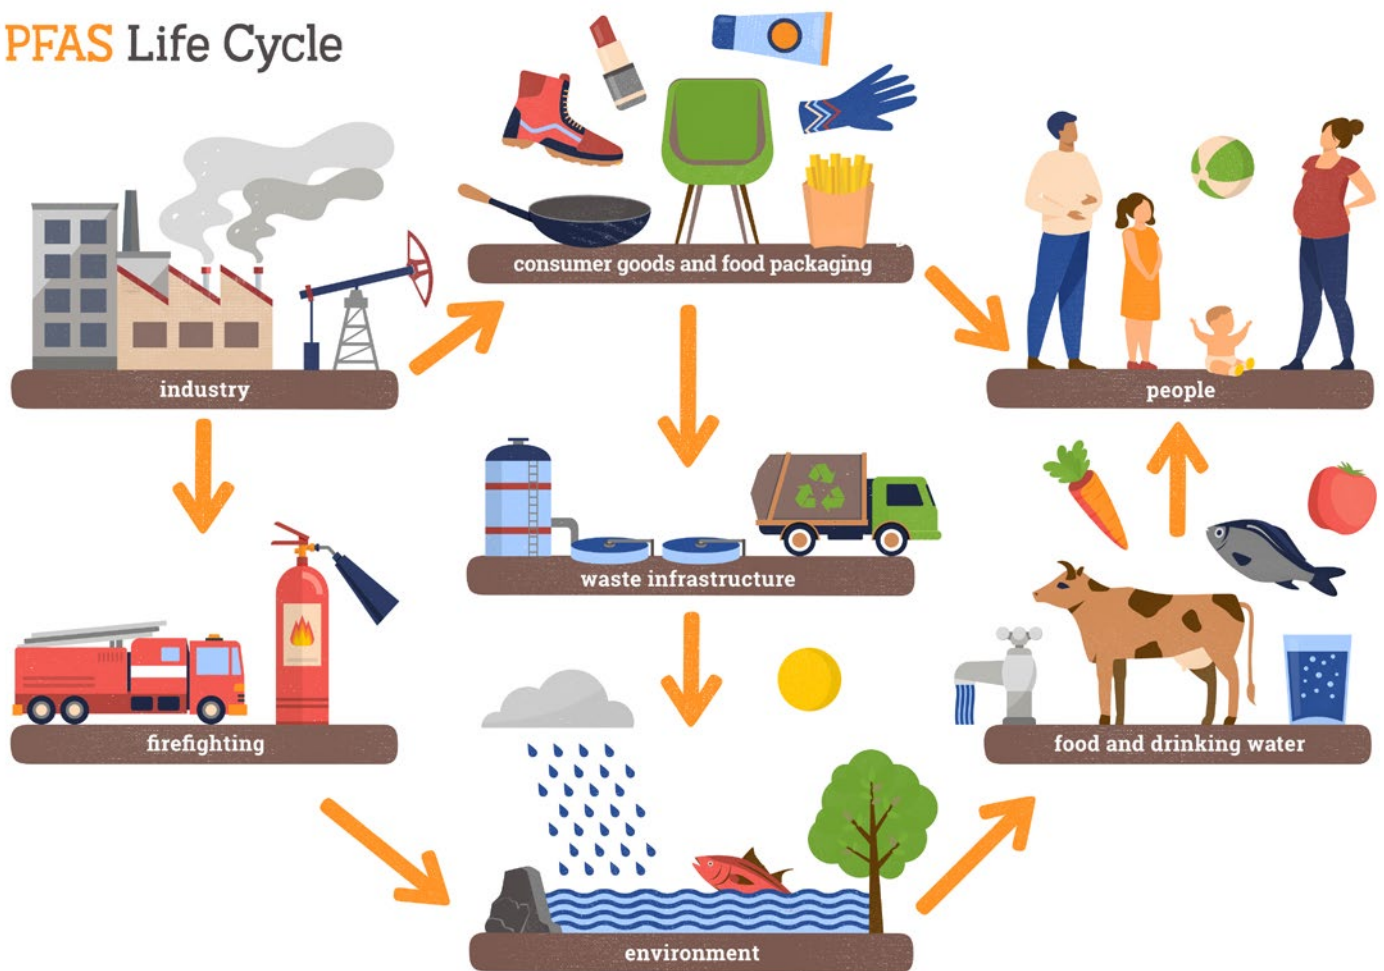 PFAS Life Cycle
consumer goods and food packaging
industry
people
waste infrastructure
firefighting
food and drinking water
environment